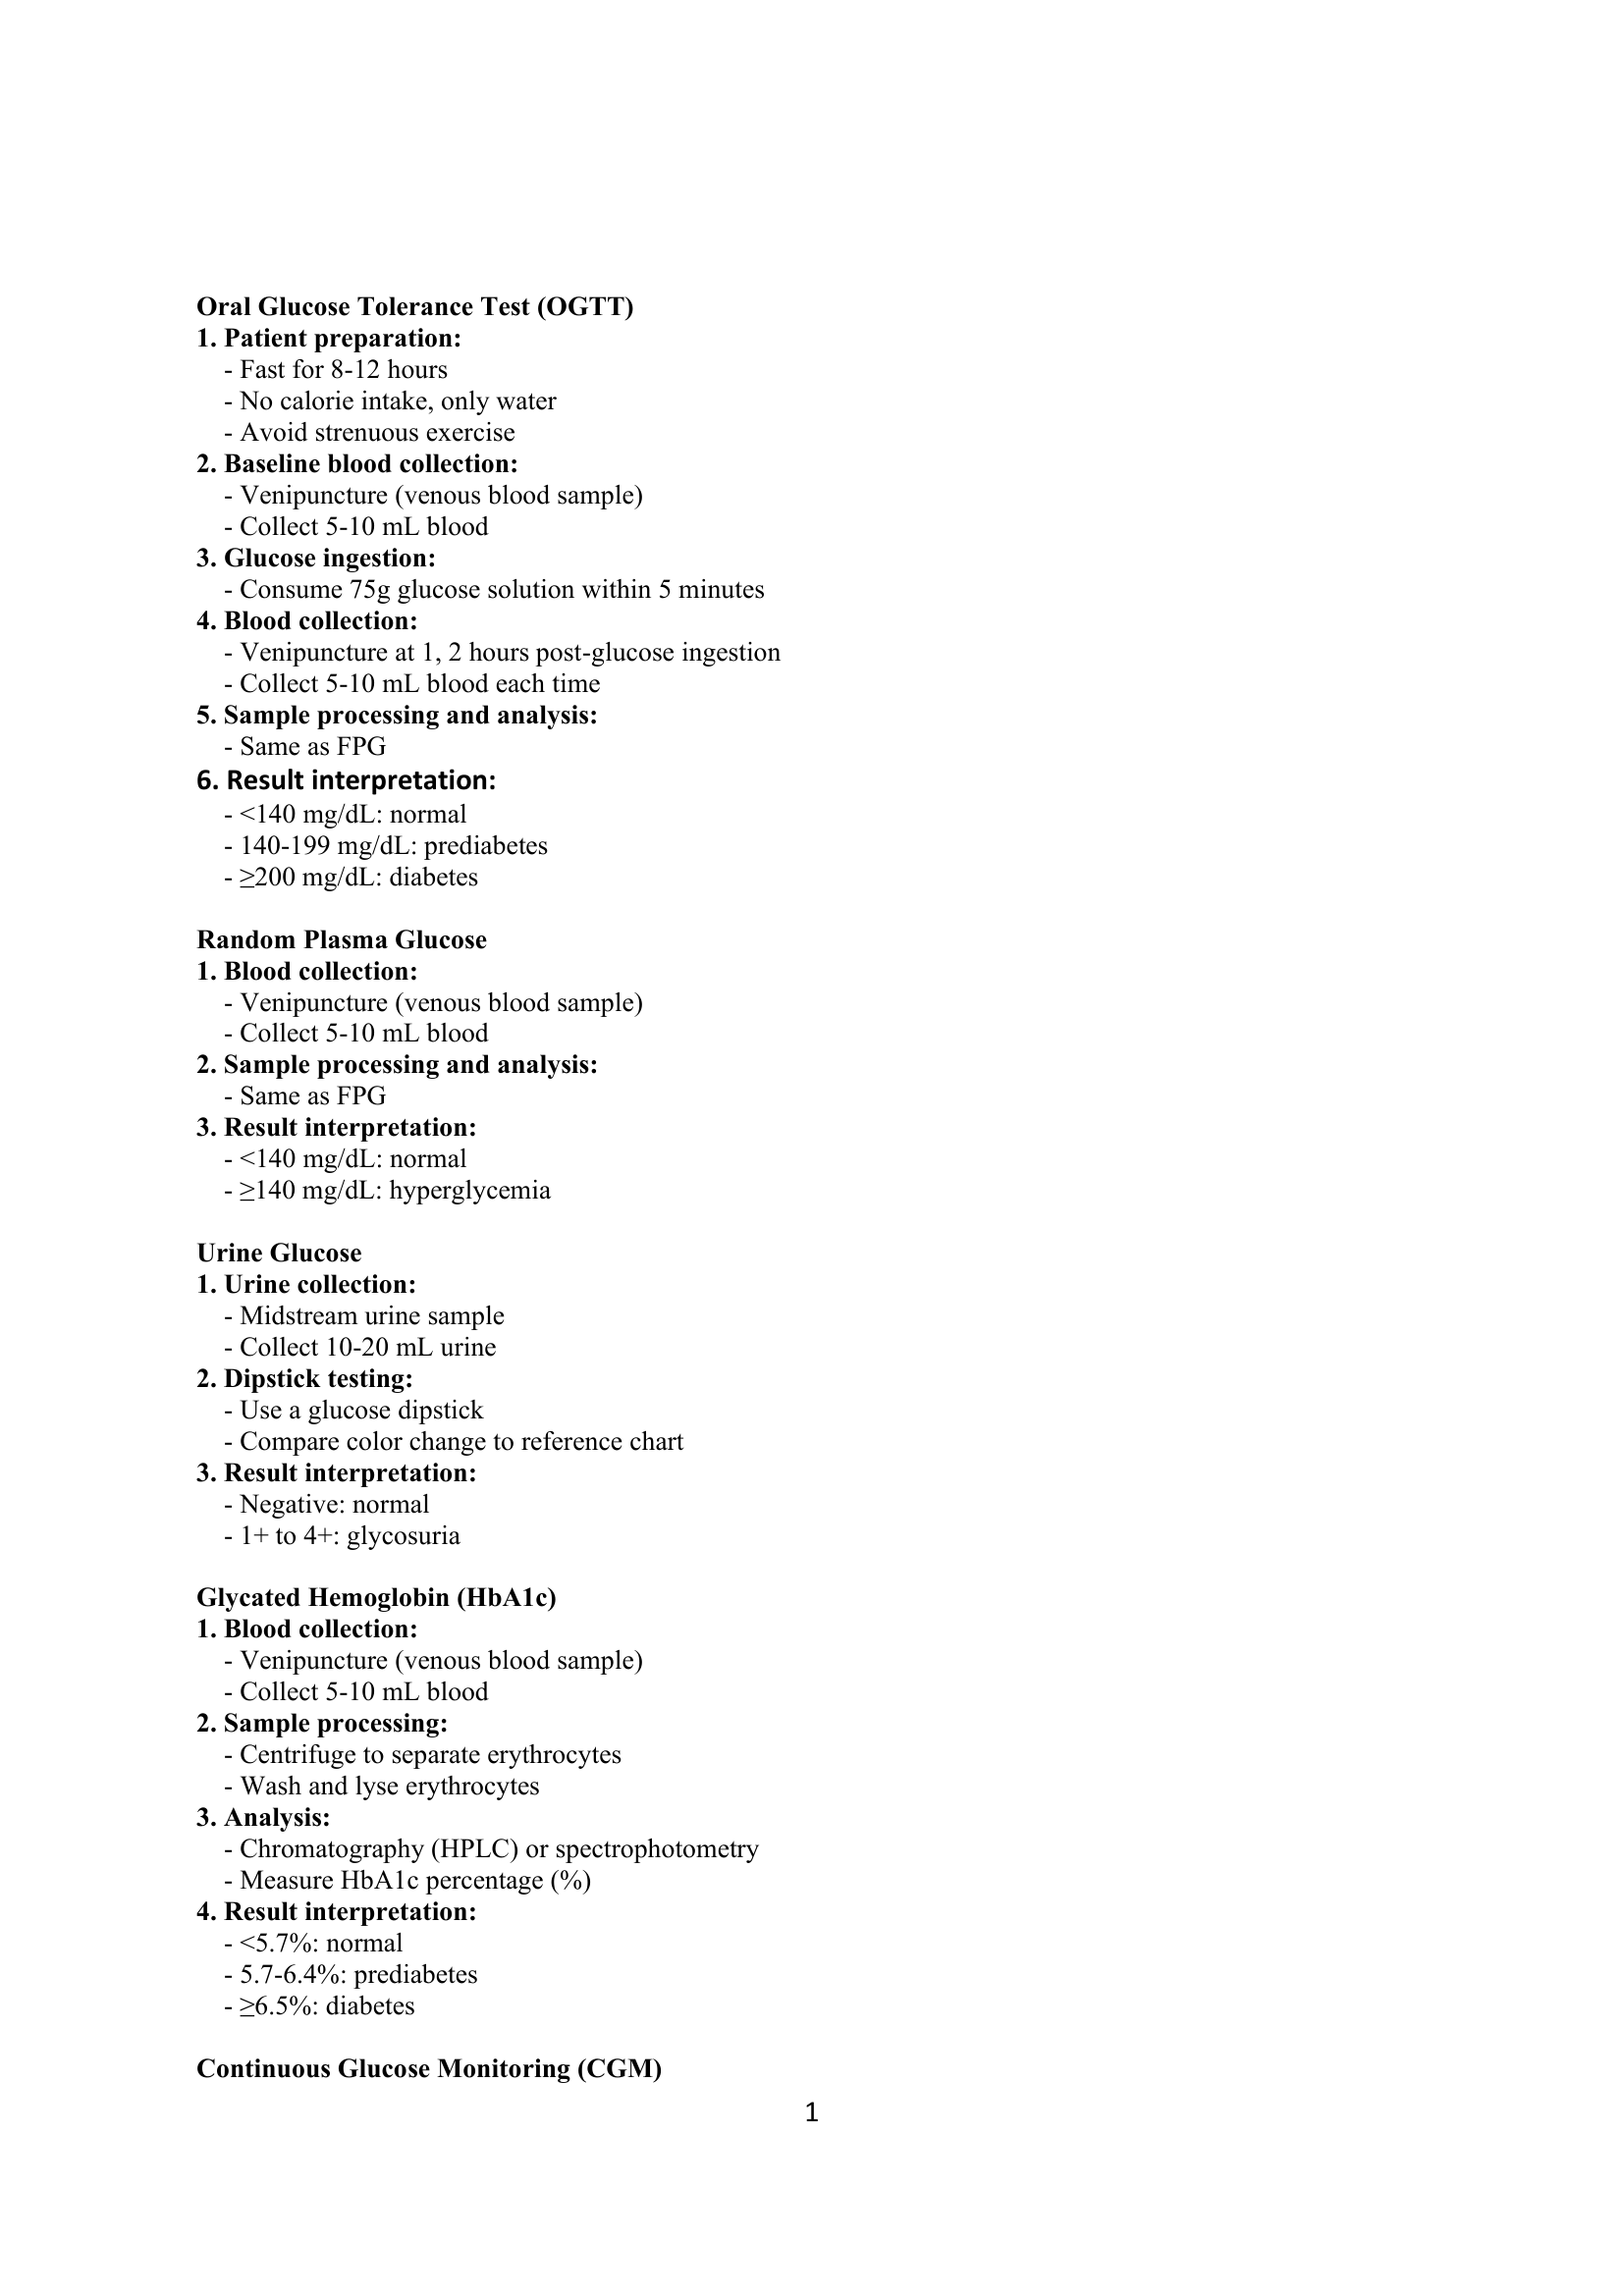 Oral Glucose Tolerance Test (OGTT)
1. Patient preparation:
- Fast for 8-12 hours
- No calorie intake, only water
- Avoid strenuous exercise
2. Baseline blood collection:
- Venipuncture (venous blood sample)
- Collect 5-10 mL blood
3. Glucose ingestion:
- Consume 75g glucose solution within 5 minutes
4. Blood collection:
- Venipuncture at 1, 2 hours post-glucose ingestion
- Collect 5-10 mL blood each time
5. Sample processing and analysis:
- Same as FPG
6. Result interpretation:
- <140 mg/dL: normal
- 140-199 mg/dL: prediabetes
- ≥200 mg/dL: diabetes

Random Plasma Glucose
1. Blood collection:
- Venipuncture (venous blood sample)
- Collect 5-10 mL blood
2. Sample processing and analysis:
- Same as FPG
3. Result interpretation:
- <140 mg/dL: normal
- ≥140 mg/dL: hyperglycemia

Urine Glucose
1. Urine collection:
- Midstream urine sample
- Collect 10-20 mL urine
2. Dipstick testing:
- Use a glucose dipstick
- Compare color change to reference chart
3. Result interpretation:
- Negative: normal
- 1+ to 4+: glycosuria

Glycated Hemoglobin (HbA1c)
1. Blood collection:
- Venipuncture (venous blood sample)
- Collect 5-10 mL blood
2. Sample processing:
- Centrifuge to separate erythrocytes
- Wash and lyse erythrocytes
3. Analysis:
- Chromatography (HPLC) or spectrophotometry
- Measure HbA1c percentage (%)
4. Result interpretation:
- <5.7%: normal
- 5.7-6.4%: prediabetes
- ≥6.5%: diabetes

Continuous Glucose Monitoring (CGM)
1